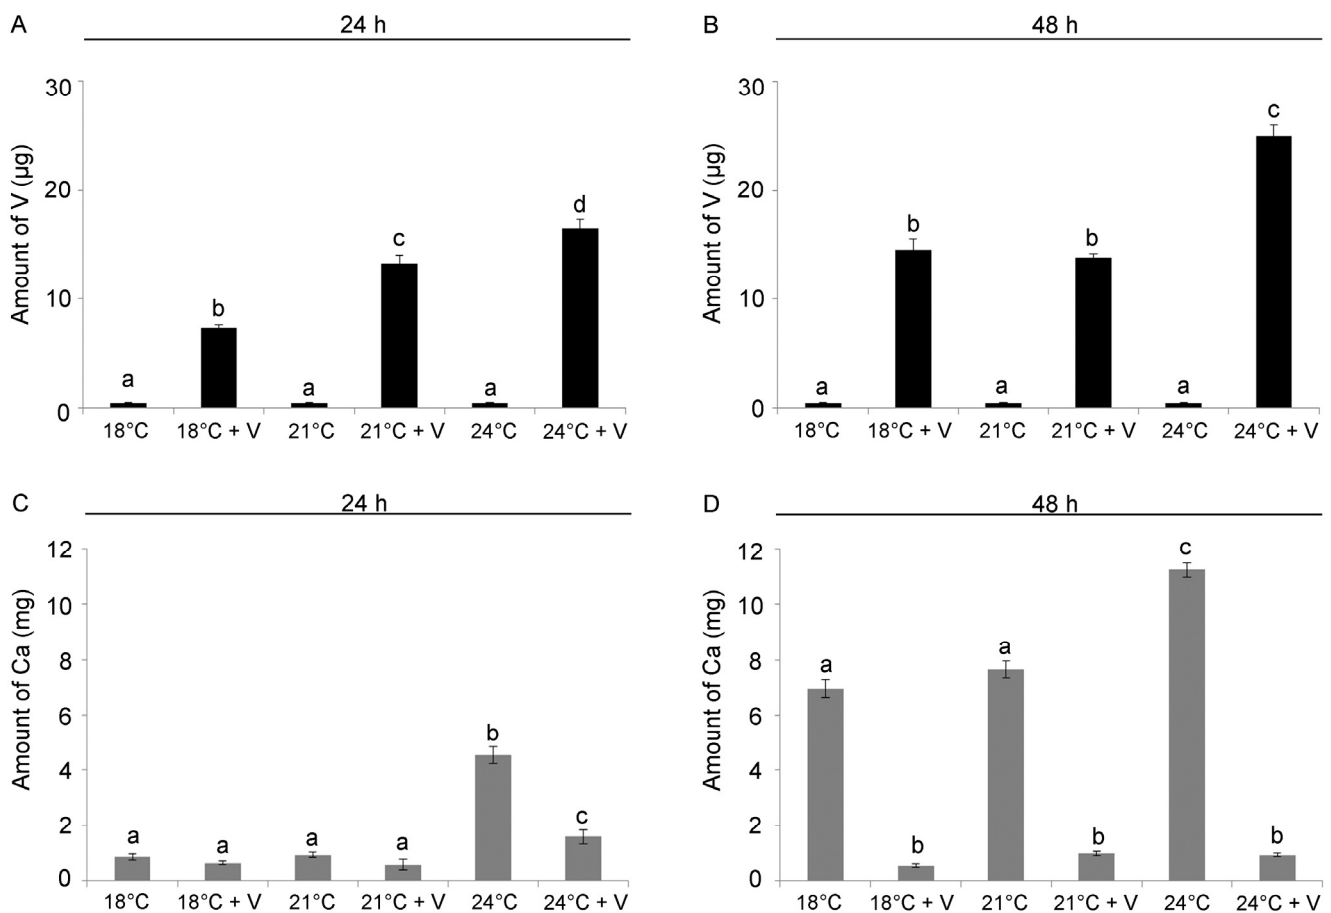 A
24 h
Amount of V (µg)
30
20
10
0
a
b
a
c
a
d
18°C
18°C + V
21°C
21°C + V
24°C
24°C + V
B
48 h
Amount of V (µg)
30
20
10
0
a
b
a
b
a
c
18°C
18°C + V
21°C
21°C + V
24°C
24°C + V
C
24 h
Amount of Ca (mg)
12
10
8
6
4
2
0
a
a
a
a
b
c
18°C
18°C + V
21°C
21°C + V
24°C
24°C + V
D
48 h
Amount of Ca (mg)
12
10
8
6
4
2
0
a
b
a
b
c
b
18°C
18°C + V
21°C
21°C + V
24°C
24°C + V